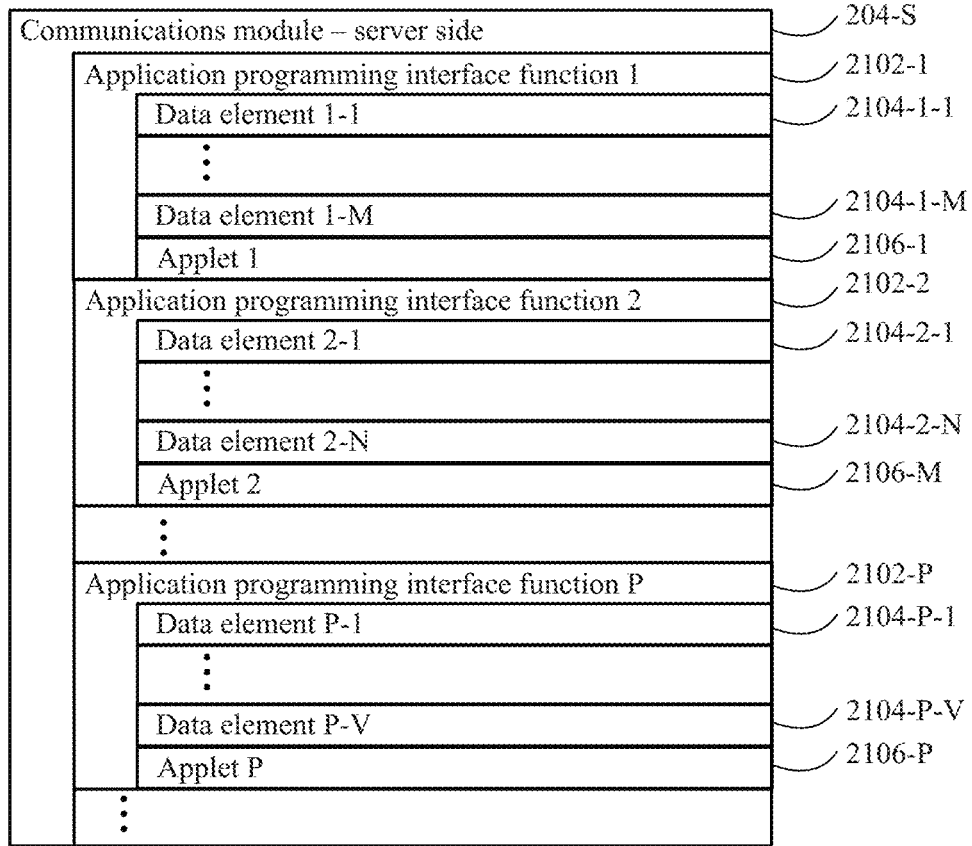 Communications module – server side 204-S
Application programming interface function 1 2102-1
Data element 1-1 2104-1-1
Data element 1-M 2104-1-M
Applet 1 2106-1
Application programming interface function 2 2102-2
Data element 2-1 2104-2-1
Data element 2-N 2104-2-N
Applet 2 2106-M
Application programming interface function P 2102-P
Data element P-1 2104-P-1
Data element P-V 2104-P-V
Applet P 2106-P